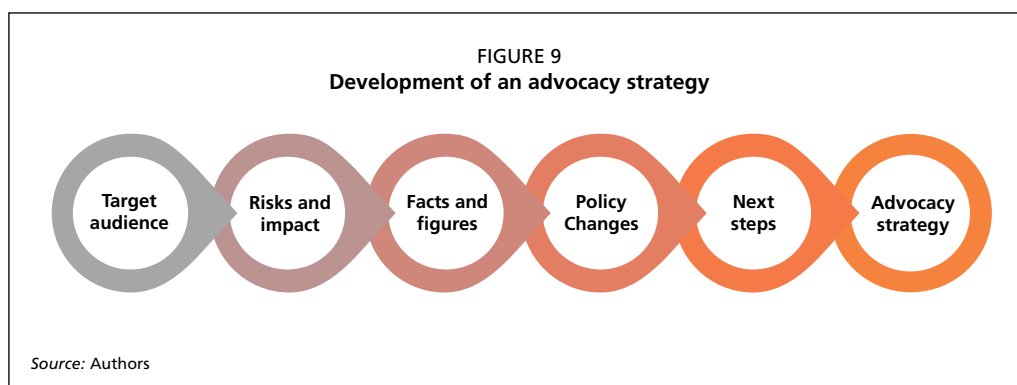 FIGURE 9
Development of an advocacy strategy
Target
audience
Risks and
impact
Facts and
figures
Policy
Changes
Next
steps
Advocacy
strategy
Source: Authors